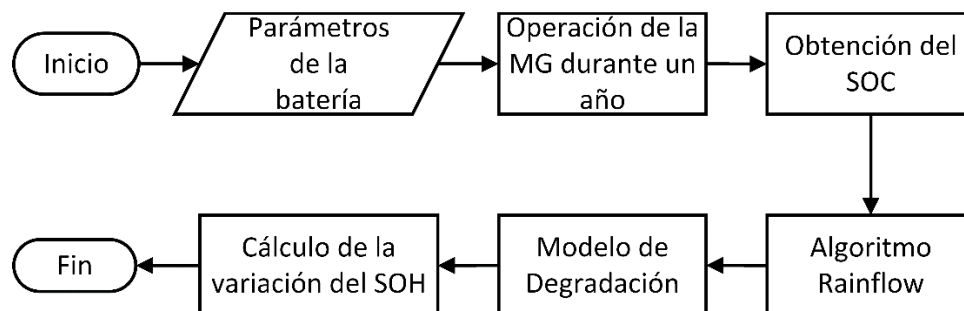 Inicio
Parámetros
de la
batería
Operación de la
MG durante un
año
Obtención del
SOC
Algoritmo
Rainflow
Modelo de
Degradación
Cálculo de la
variación del SOH
Fin